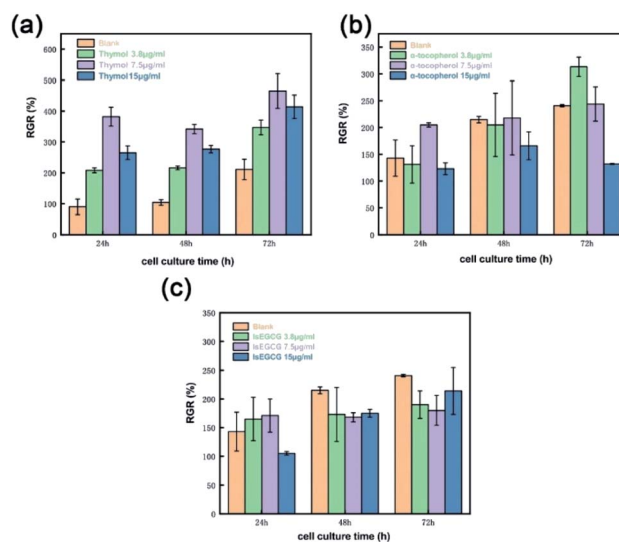 (a)
Blank
Thymol 3.8μg/ml
Thymol 7.5μg/ml
Thymol 15μg/ml
RGR (%)
600
500
400
300
200
100
0
24h 48h 72h
cell culture time (h)
(b)
Blank
α-tocopherol 3.8μg/ml
α-tocopherol 7.5μg/ml
α-tocopherol 15μg/ml
RGR (%)
350
300
250
200
150
100
50
0
24h 48h 72h
cell culture time (h)
(c)
Blank
IsEGCG 3.8μg/ml
IsEGCG 7.5μg/ml
IsEGCG 15μg/ml
RGR (%)
350
300
250
200
150
100
50
0
24h 48h 72h
cell culture time (h)